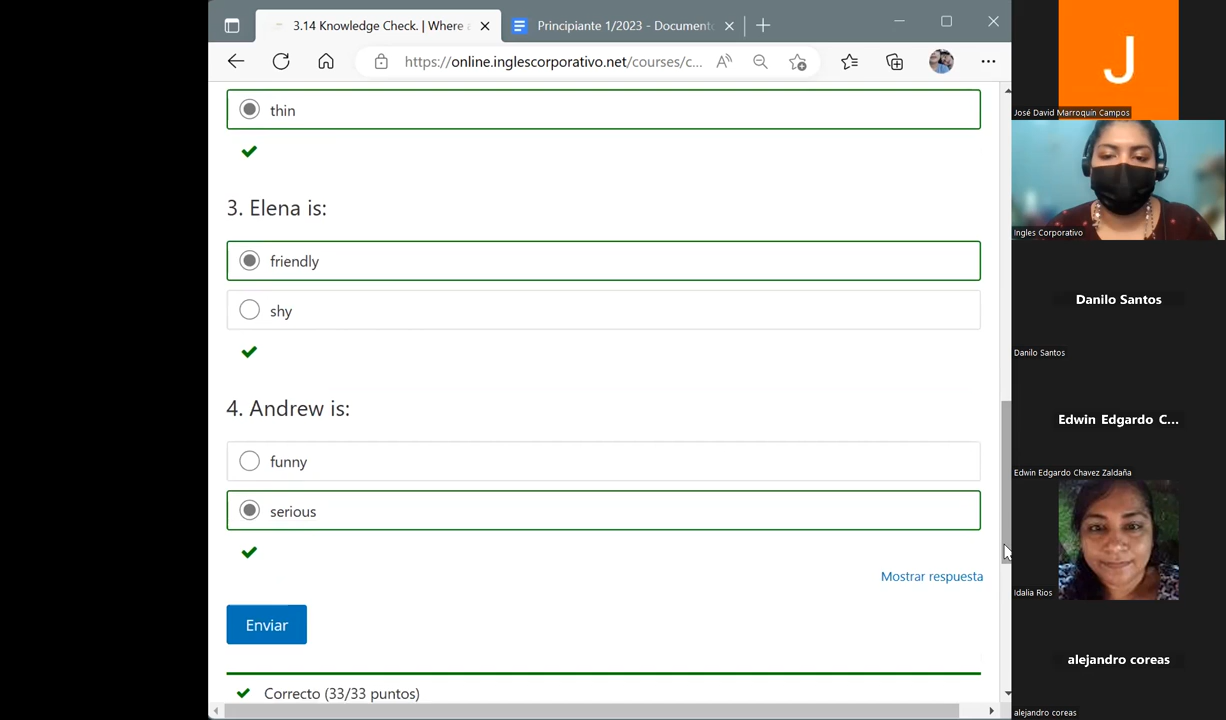 3.14 Knowledge Check. | Where a
Principiante 1/2023 - Document
https://online.inglescorporativo.net/courses/c...
thin
3. Elena is:
friendly
shy
4. Andrew is:
funny
serious
Mostrar respuesta
Enviar
Correcto (33/33 puntos)
J
José David Marroquín Campos
Ingles Corporativo
Danilo Santos
Danilo Santos
Edwin Edgardo C...
Edwin Edgardo Chavez Zaldaña
Idalia Rios
alejandro coreas
alejandro coreas